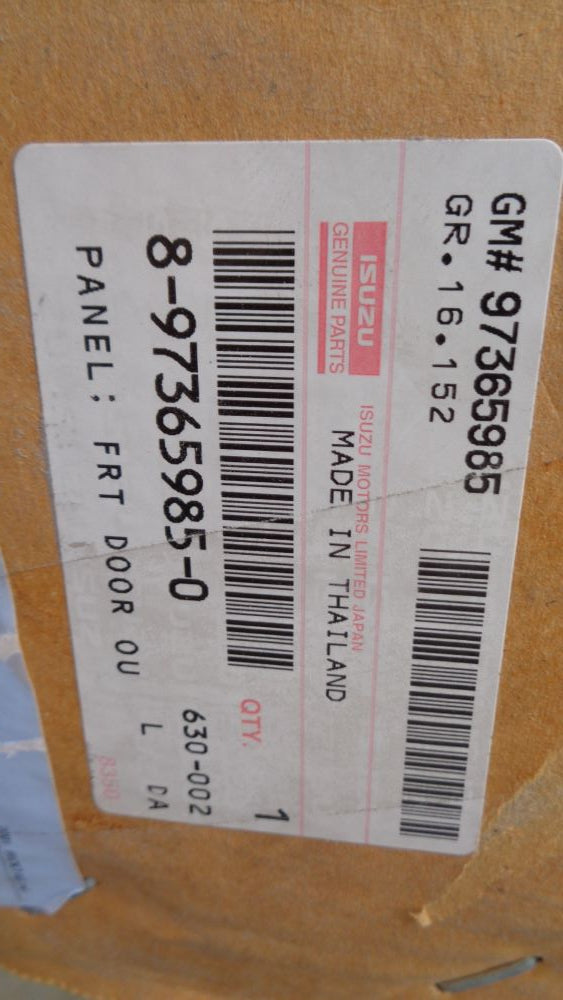 GM# 97365985
GR. 16.152
ISUZU
GENUINE PARTS
ISUZU MOTORS LIMITED JAPAN
MADE IN THAILAND
QTY. 1
8-97365985-0
630-002
L DA
PANEL; FRT DOOR OU
8380